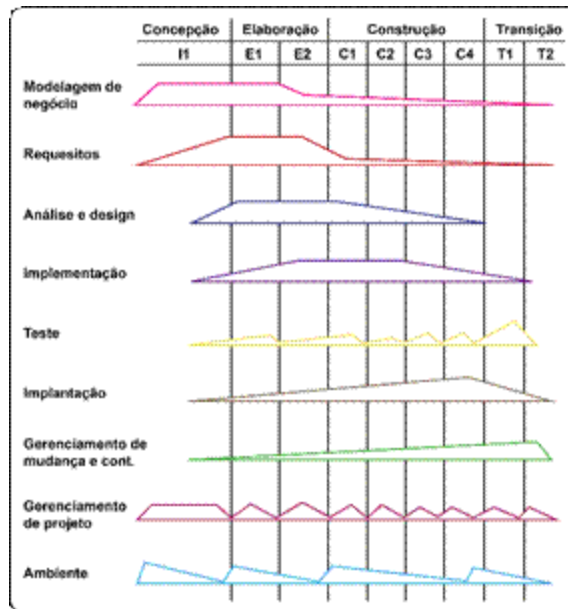 Concepção Elaboração Construção Transição
I1 E1 E2 C1 C2 C3 C4 T1 T2
Modelagem de
negócio
Requesitos
Análise e design
Implementação
Teste
Implantação
Gerenciamento de
mudança e cont.
Gerenciamento
de projeto
Ambiente